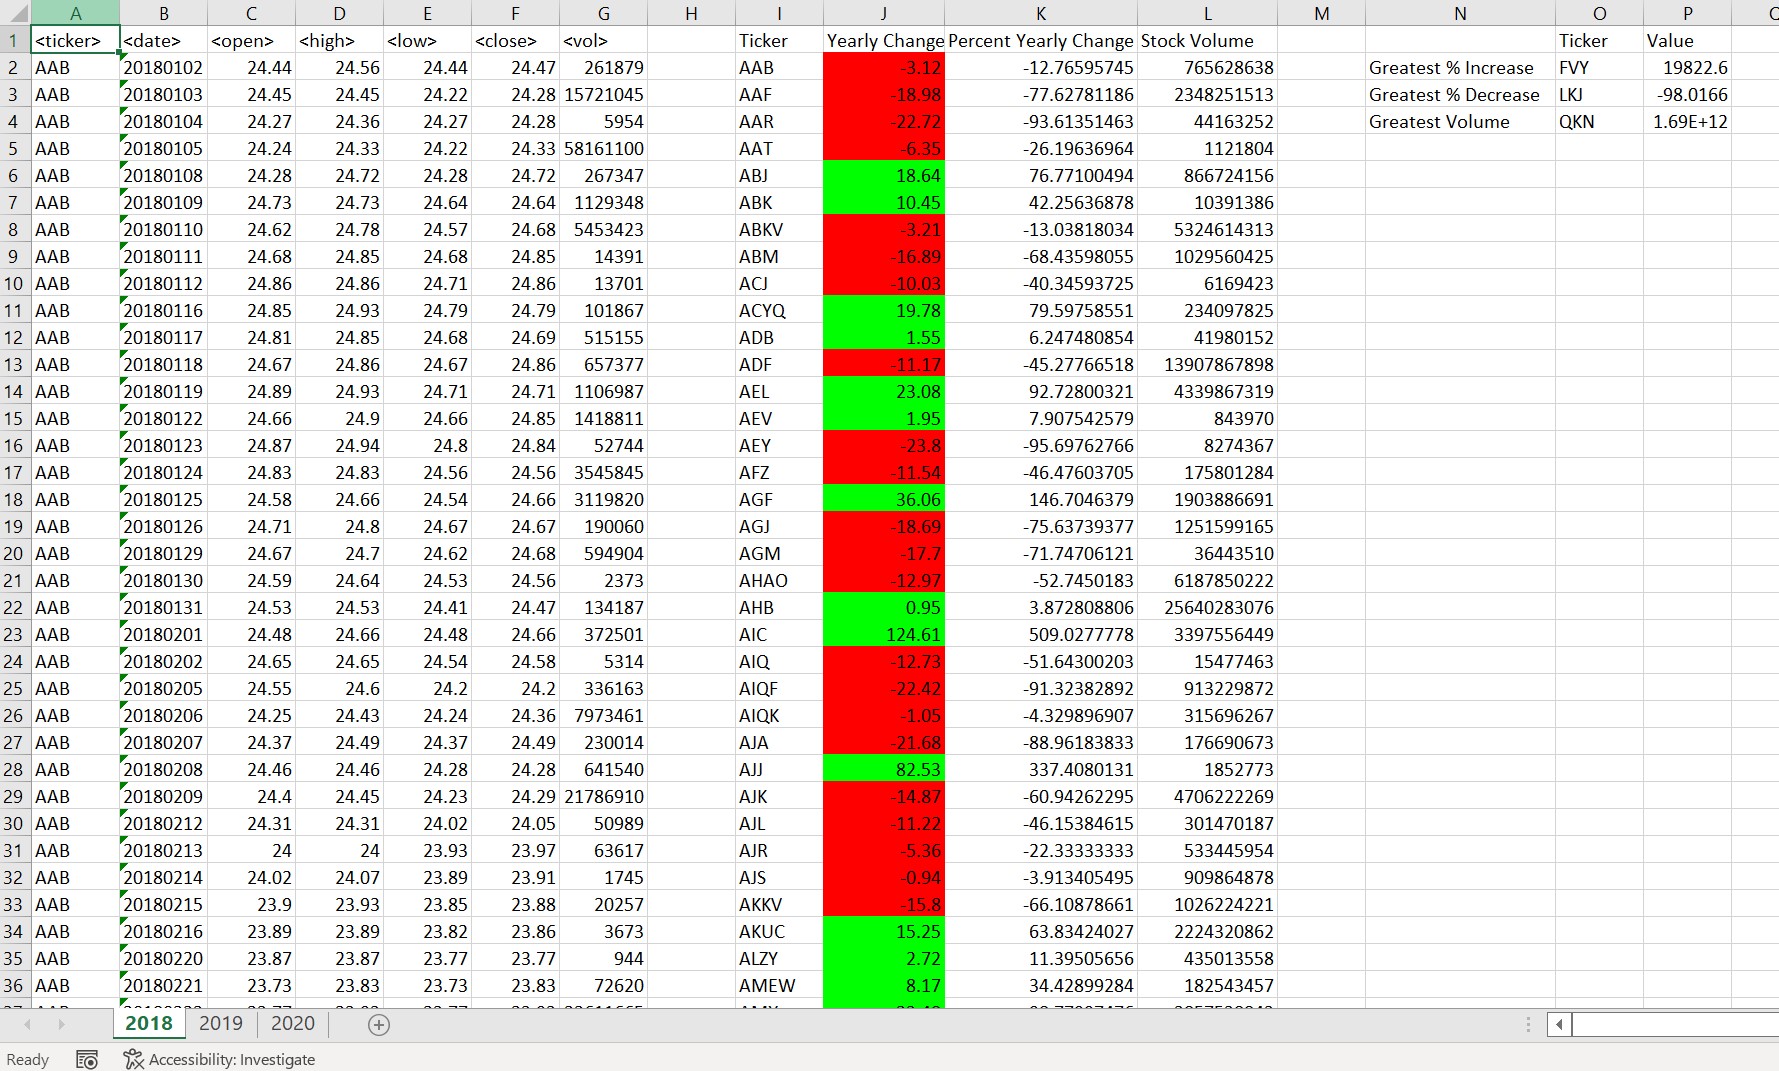 A B C D E F G H I J K L M N O P
1 <ticker> <date> <open> <high> <low> <close> <vol> Ticker Yearly Change Percent Yearly Change Stock Volume Ticker Value
2 AAB 20180102 24.44 24.56 24.44 24.47 261879 AAB -3.12 -12.76595745 765628638 Greatest % Increase FVY 19822.6
3 AAB 20180103 24.45 24.45 24.22 24.28 15721045 AAF -18.98 -77.62781186 2348251513 Greatest % Decrease LKJ -98.0166
4 AAB 20180104 24.27 24.36 24.27 24.28 5954 AAR -22.72 -93.61351463 44163252 Greatest Volume QKN 1.69E+12
5 AAB 20180105 24.24 24.33 24.22 24.33 58161100 AAT -6.35 -26.19636964 1121804
6 AAB 20180108 24.28 24.72 24.28 24.72 267347 ABJ 18.64 76.77100494 866724156
7 AAB 20180109 24.73 24.73 24.64 24.64 1129348 ABK 10.45 42.25636878 10391386
8 AAB 20180110 24.62 24.78 24.57 24.68 5453423 ABKV -3.21 -13.03818034 5324614313
9 AAB 20180111 24.68 24.85 24.68 24.85 14391 ABM -16.89 -68.43598055 1029560425
10 AAB 20180112 24.86 24.86 24.71 24.86 13701 ACJ -10.03 -40.34593725 6169423
11 AAB 20180116 24.85 24.93 24.79 24.79 101867 ACYQ 19.78 79.59758551 234097825
12 AAB 20180117 24.81 24.85 24.68 24.69 515155 ADB 1.55 6.247480854 41980152
13 AAB 20180118 24.67 24.86 24.67 24.86 657377 ADF -11.17 -45.27766518 13907867898
14 AAB 20180119 24.89 24.93 24.71 24.71 1106987 AEL 23.08 92.72800321 4339867319
15 AAB 20180122 24.66 24.9 24.66 24.85 1418811 AEV 1.95 7.907542579 843970
16 AAB 20180123 24.87 24.94 24.8 24.84 52744 AEY -23.8 -95.69762766 8274367
17 AAB 20180124 24.83 24.83 24.56 24.56 3545845 AFZ -11.54 -46.47603705 175801284
18 AAB 20180125 24.58 24.66 24.54 24.66 3119820 AGF 36.06 146.7046379 1903886691
19 AAB 20180126 24.71 24.8 24.67 24.67 190060 AGJ -18.69 -75.63739377 1251599165
20 AAB 20180129 24.67 24.7 24.62 24.68 594904 AGM -17.7 -71.74706121 36443510
21 AAB 20180130 24.59 24.64 24.53 24.56 2373 AHAO -12.97 -52.7450183 6187850222
22 AAB 20180131 24.53 24.53 24.41 24.47 134187 AHB 0.95 3.872808806 25640283076
23 AAB 20180201 24.48 24.66 24.48 24.66 372501 AIC 124.61 509.0277778 3397556449
24 AAB 20180202 24.65 24.65 24.54 24.58 5314 AIQ -12.73 -51.64300203 15477463
25 AAB 20180205 24.55 24.6 24.2 24.2 336163 AIQF -22.42 -91.32382892 913229872
26 AAB 20180206 24.25 24.43 24.24 24.36 7973461 AIQK -1.05 -4.329896907 315696267
27 AAB 20180207 24.37 24.49 24.37 24.49 230014 AJA -21.68 -88.96183833 176690673
28 AAB 20180208 24.46 24.46 24.28 24.28 641540 AJJ 82.53 337.4080131 1852773
29 AAB 20180209 24.4 24.45 24.23 24.29 21786910 AJK -14.87 -60.94262295 4706222269
30 AAB 20180212 24.31 24.31 24.02 24.05 50989 AJL -11.22 -46.15384615 301470187
31 AAB 20180213 24 24 23.93 23.97 63617 AJR -5.36 -22.33333333 533445954
32 AAB 20180214 24.02 24.07 23.89 23.91 1745 AJS -0.94 -3.913405495 909864878
33 AAB 20180215 23.9 23.93 23.85 23.88 20257 AKKV -15.8 -66.10878661 1026224221
34 AAB 20180216 23.89 23.89 23.82 23.86 3673 AKUC 15.25 63.83424027 2224320862
35 AAB 20180220 23.87 23.87 23.77 23.77 944 ALZY 2.72 11.39505656 435013558
36 AAB 20180221 23.73 23.83 23.73 23.83 72620 AMEW 8.17 34.42899284 182543457
2018 2019 2020
Ready Accessibility: Investigate